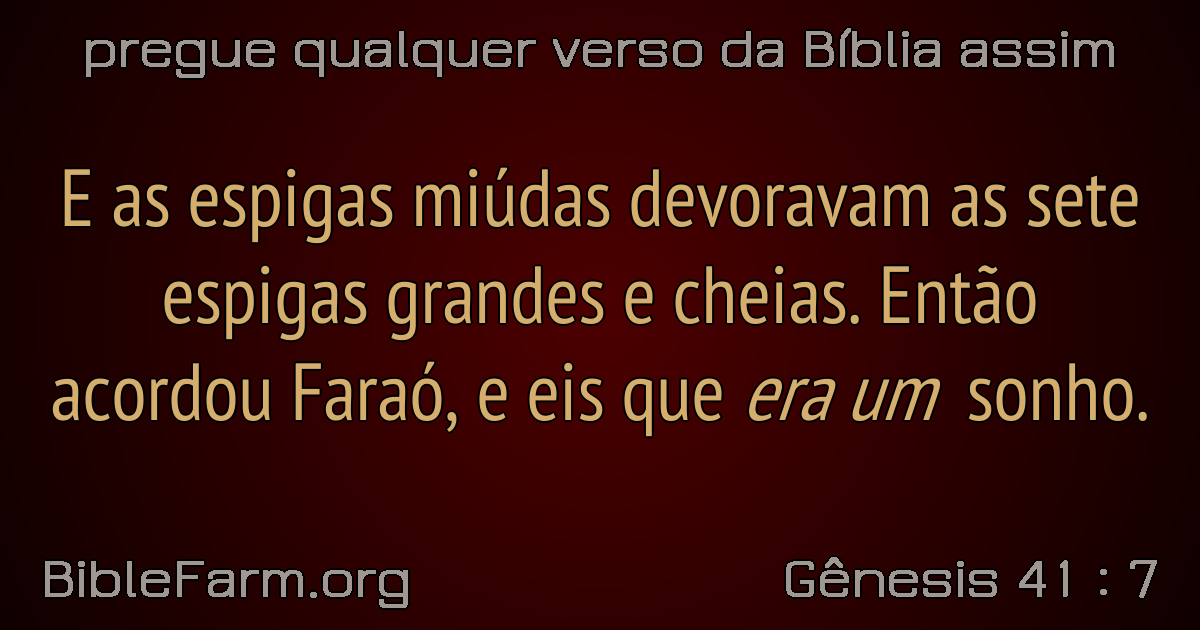 pregue qualquer verso da Bíblia assim
E as espigas miúdas devoravam as sete
espigas grandes e cheias. Então
acordou Faraó, e eis que era um sonho.
BibleFarm.org
Gênesis 41 : 7